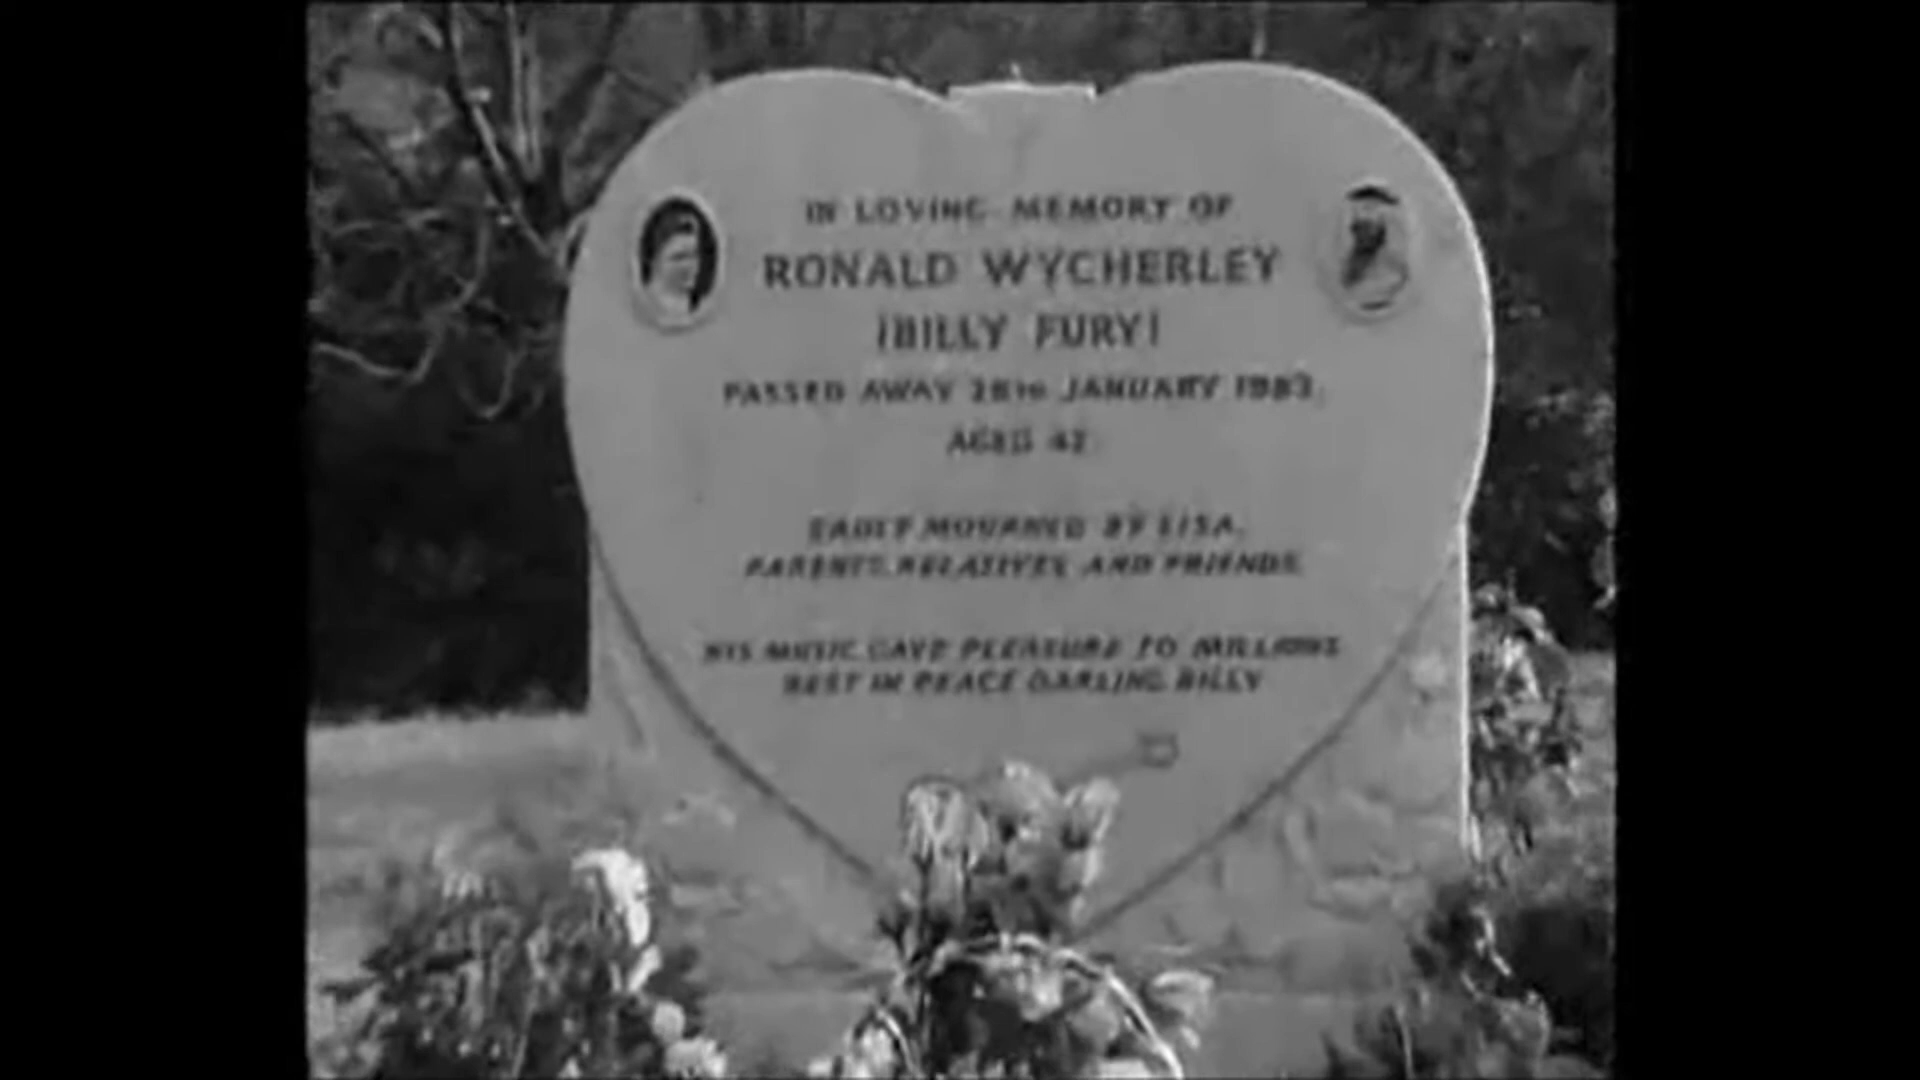 IN LOVING MEMORY OF
RONALD WYCHERLEY
(BILLY FURY)
PASSED AWAY 28TH JANUARY 1983.
AGED 42.
SADLY MOURNED BY LISA,
PARENTS, RELATIVES AND FRIENDS.
HIS MUSIC GAVE PLEASURE TO MILLIONS
REST IN PEACE DARLING BILLY